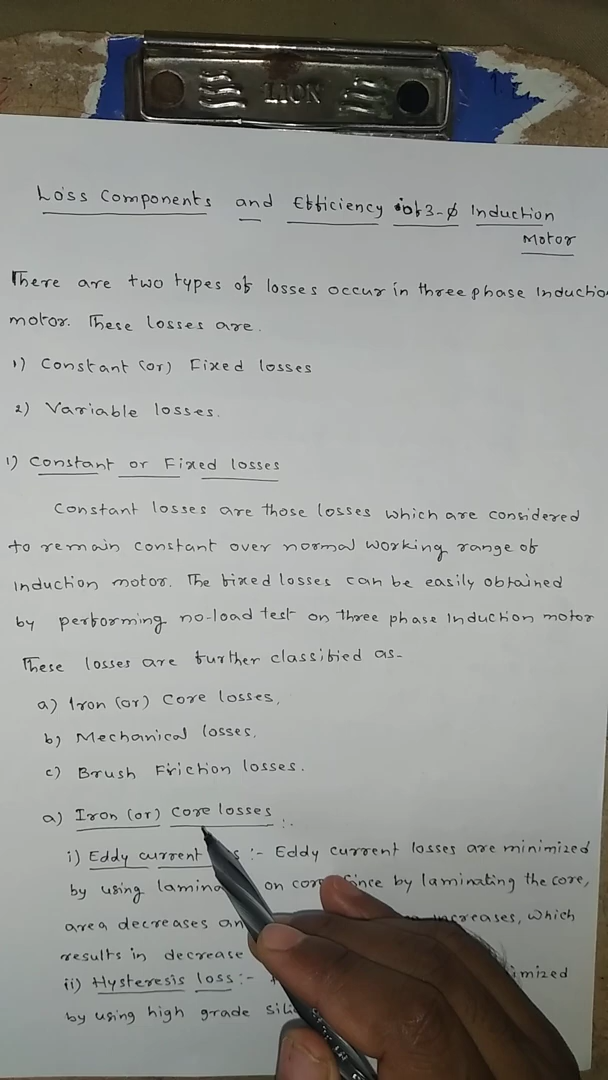 LION
Loss Components and Efficiency of 3-ϕ Induction
Motor
There are two types of losses occur in three phase Inductio
motor. These losses are.
1) Constant (or) Fixed losses
2) Variable losses.
1) Constant or Fixed losses
Constant losses are those losses which are considered
to remain constant over normal working range of
Induction motor. The fixed losses can be easily obtained
by performing no-load test on three phase Induction motor
These losses are further classified as-
a) Iron (or) Core losses,
b) Mechanical losses,
c) Brush Friction losses.
a) Iron (or) Core losses :.
i) Eddy current :- Eddy current losses are minimized
by using on core since by laminating the core,
area decreases increases, which
results in decrease
ii) Hysteresis loss :-
by using high grade